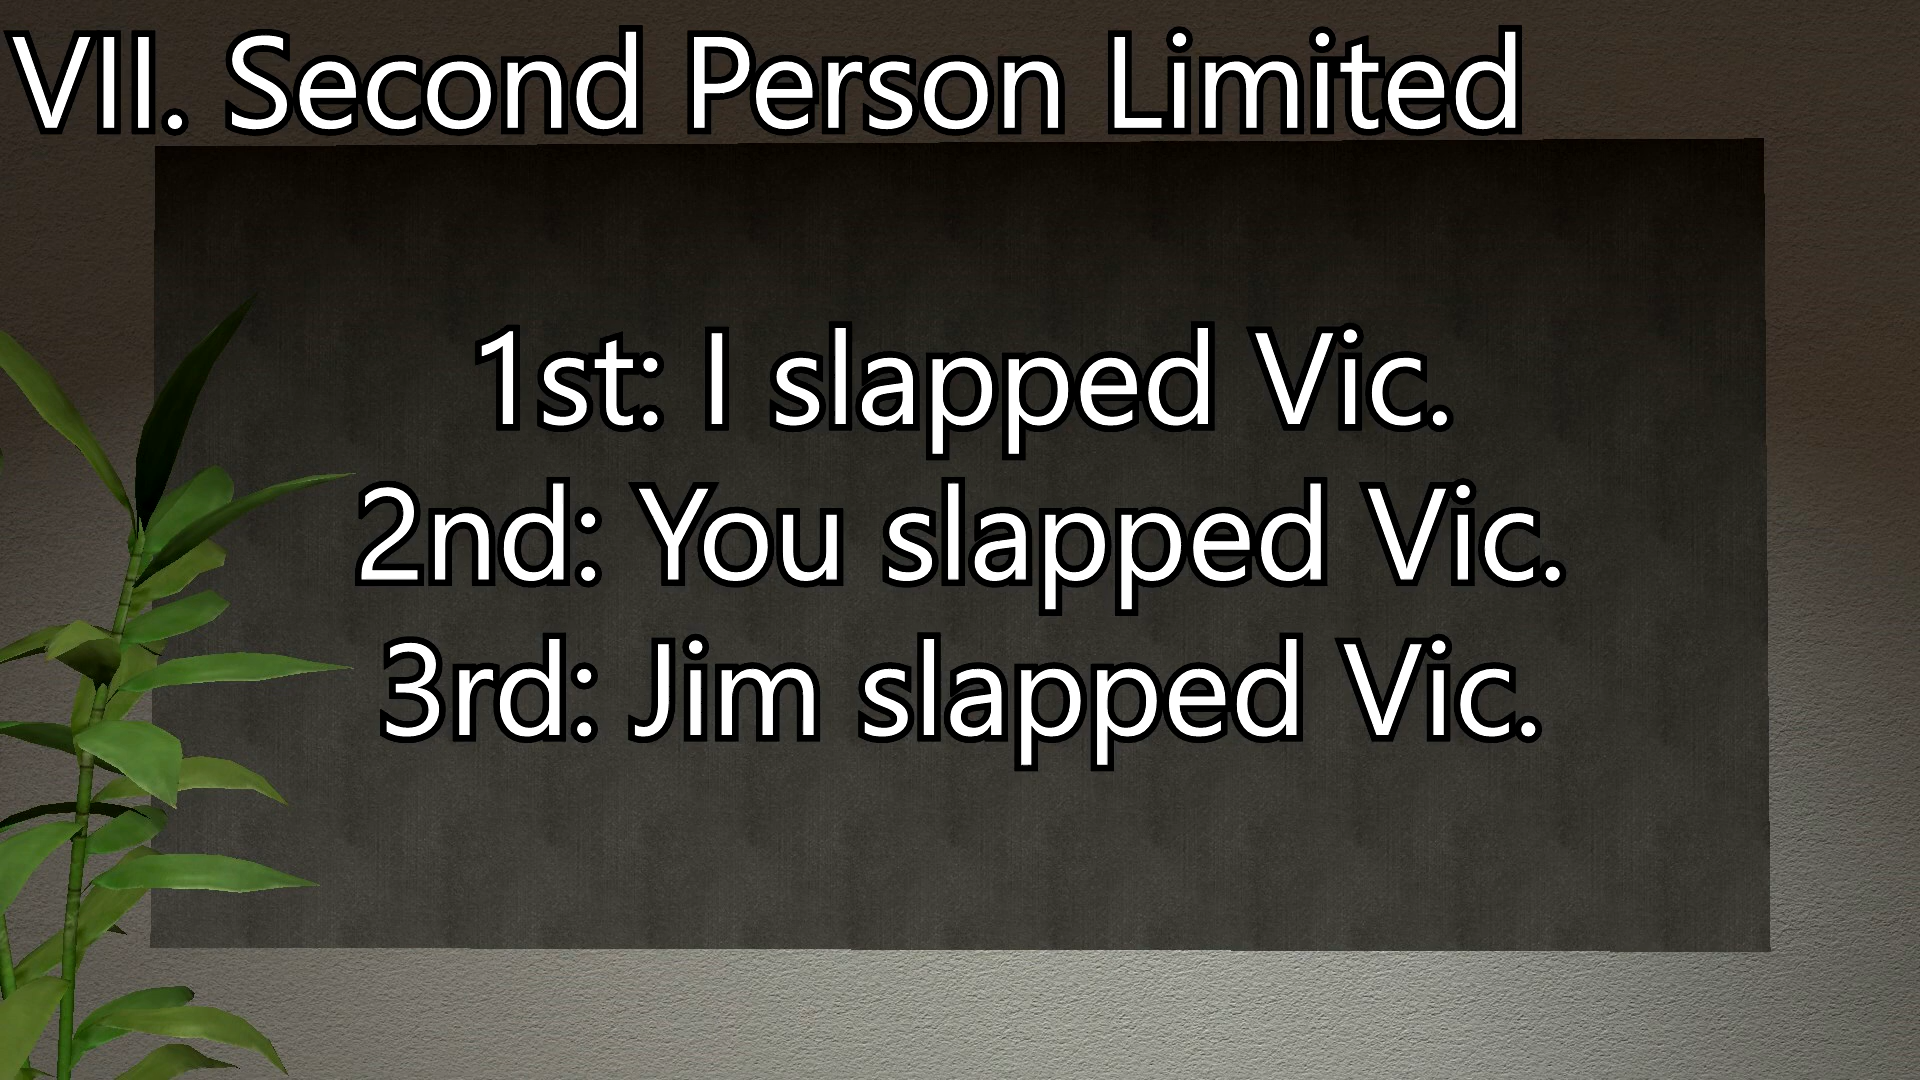 VII. Second Person Limited
1st: I slapped Vic.
2nd: You slapped Vic.
3rd: Jim slapped Vic.